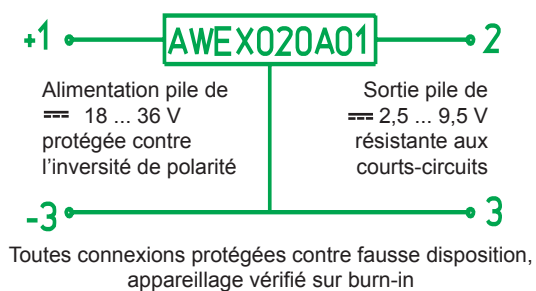 +1 AWEX020A01 2
Alimentation pile de
⎓ 18 ... 36 V
protégée contre
l'inversité de polarité
Sortie pile de
⎓ 2,5 ... 9,5 V
résistante aux
courts-circuits
-3 3
Toutes connexions protégées contre fausse disposition,
appareillage vérifié sur burn-in